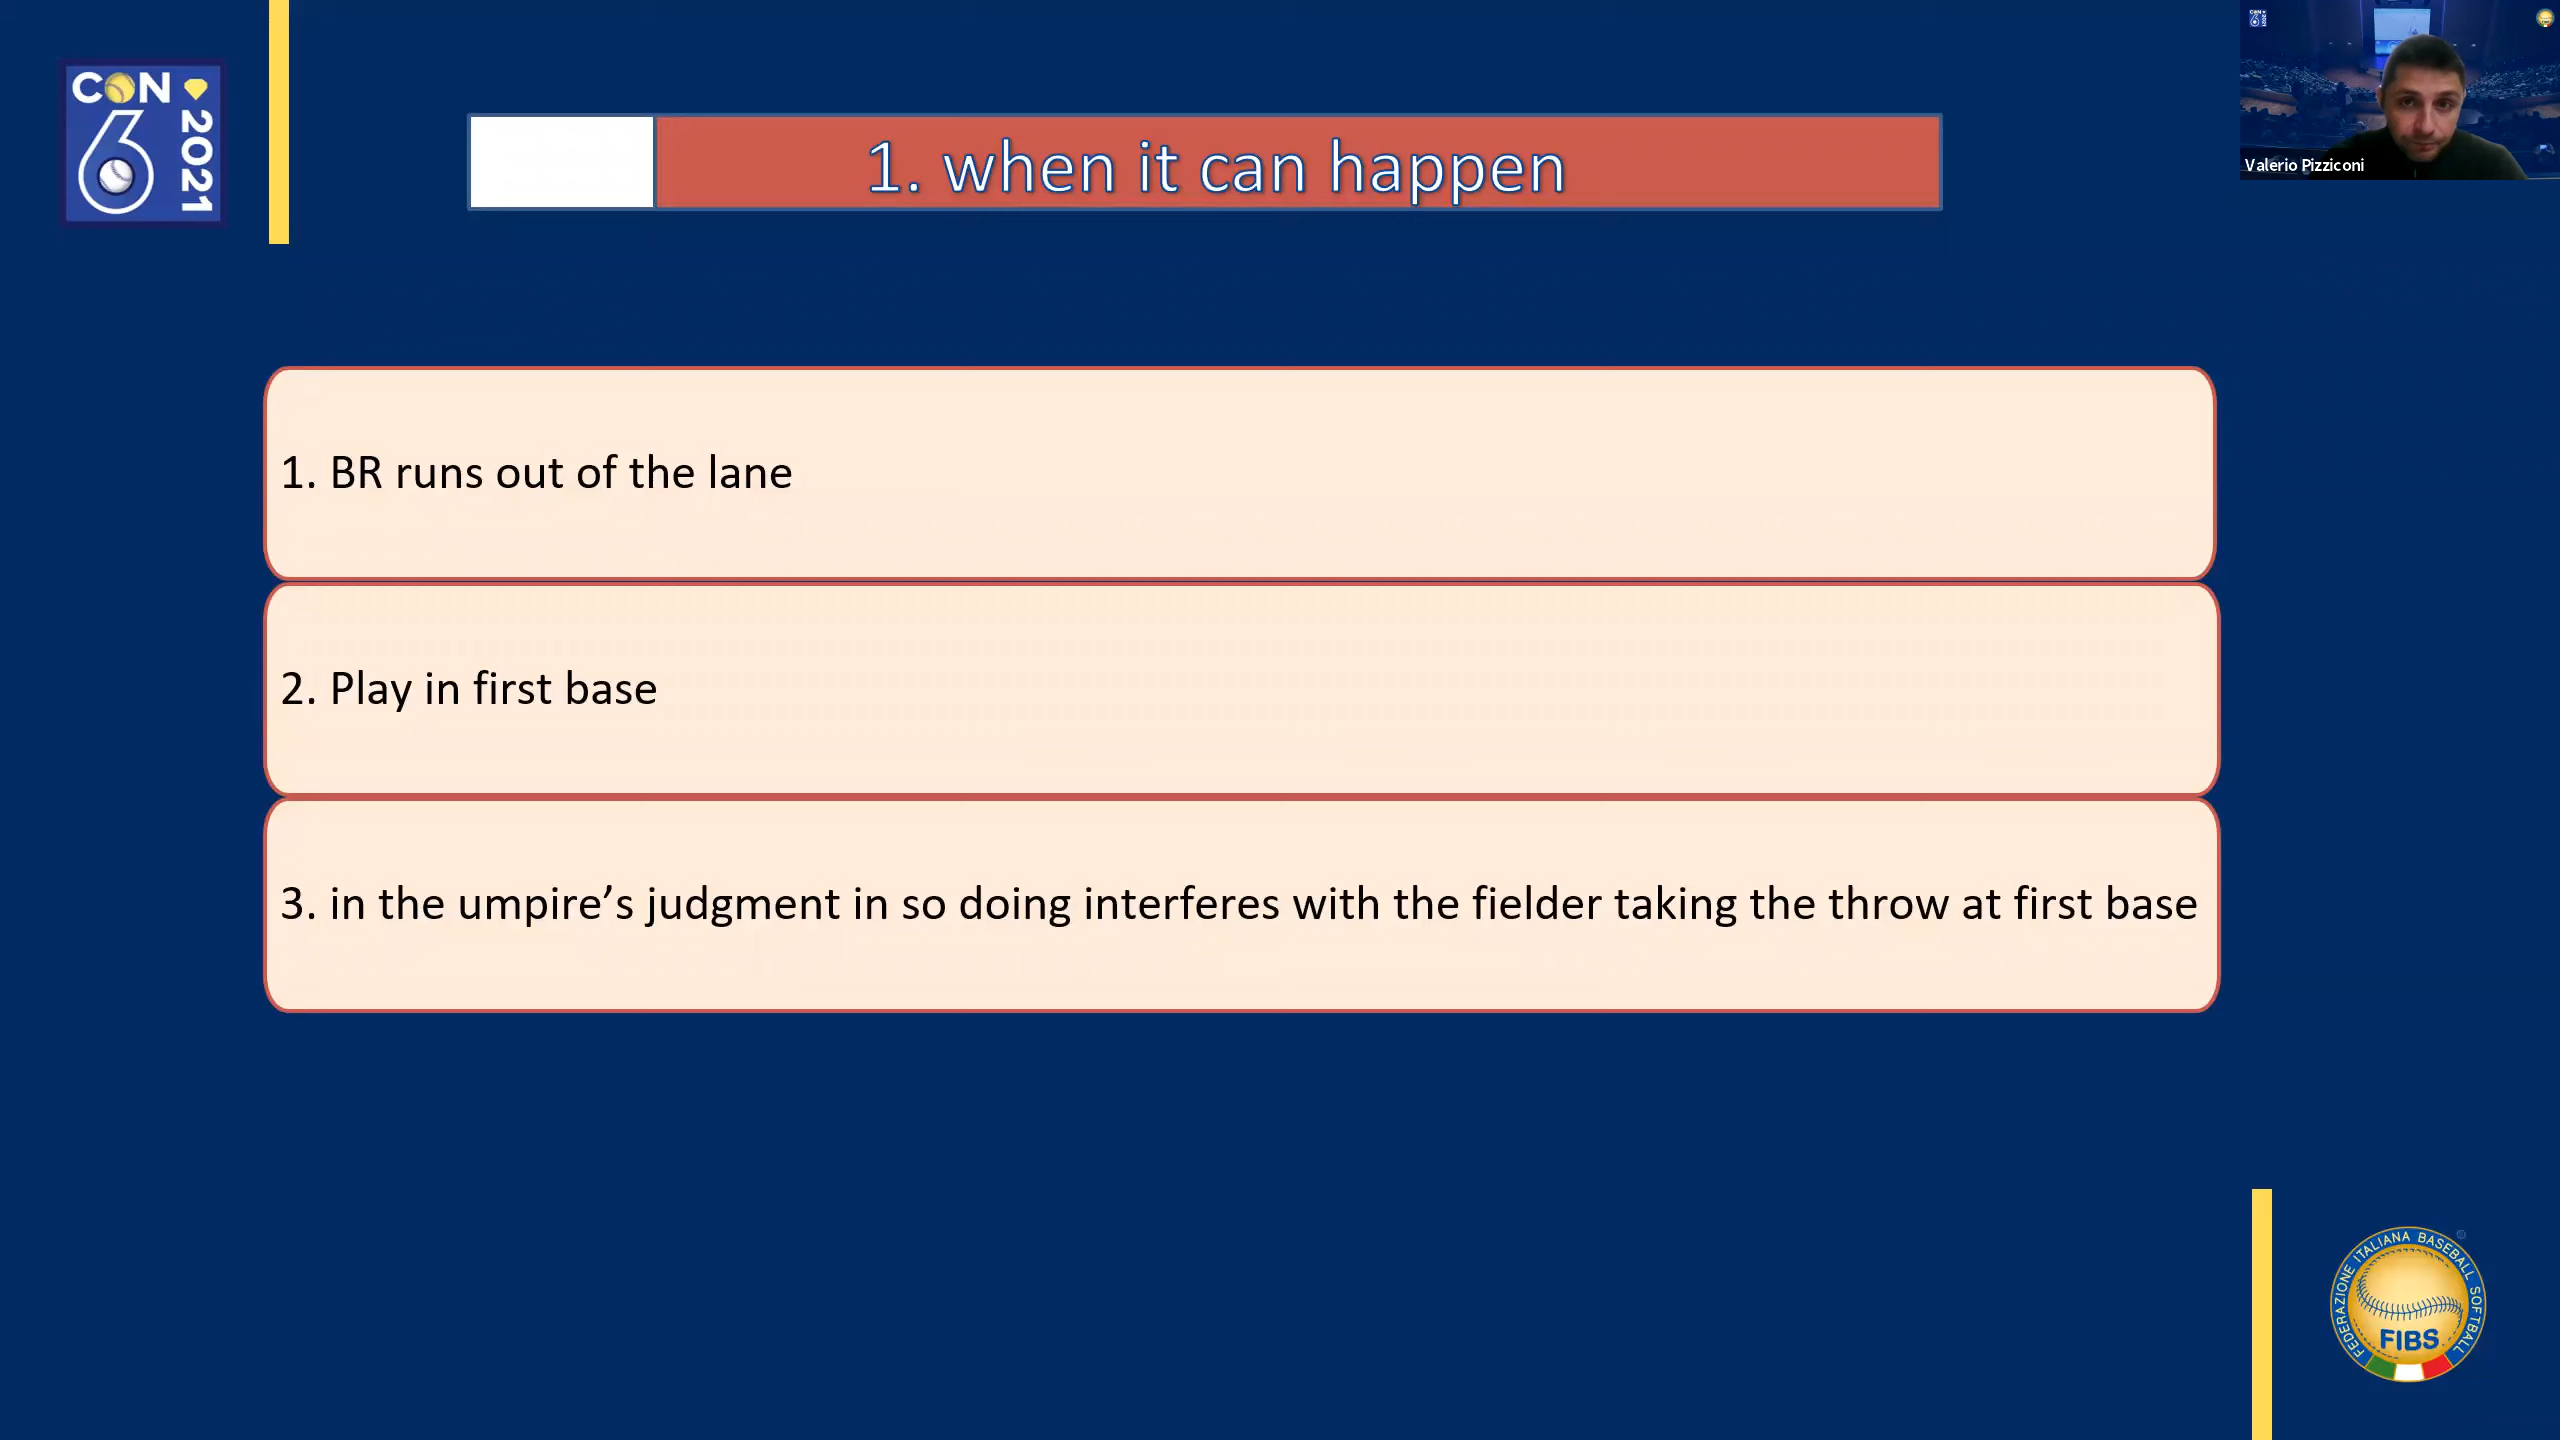 CON
6
2021
1. when it can happen
Valerio Pizziconi
1. BR runs out of the lane
2. Play in first base
3. in the umpire’s judgment in so doing interferes with the fielder taking the throw at first base
FEDERAZIONE ITALIANA BASEBALL SOFTBALL
FIBS